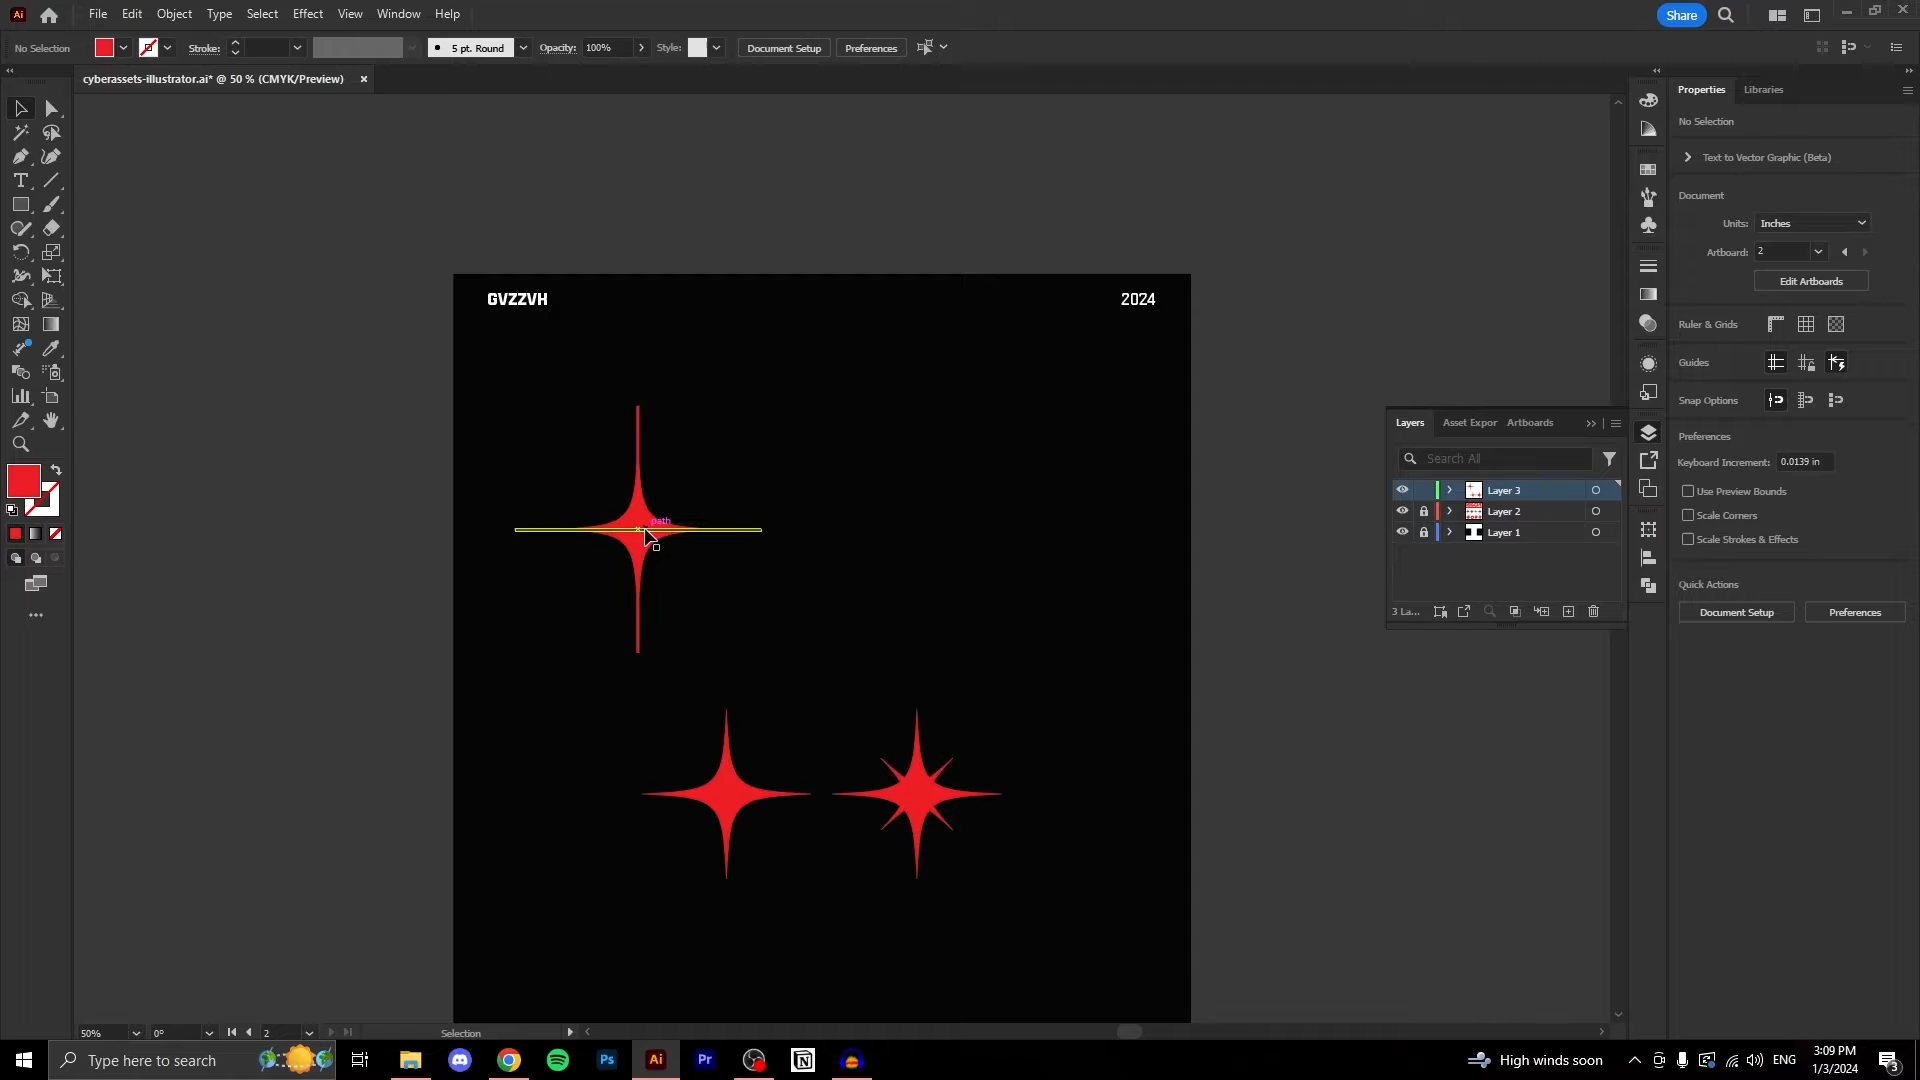 Ai
File Edit Object Type Select Effect View Window Help
Share
No Selection
Stroke:
5 pt. Round
Opacity: 100%
Style:
Document Setup
Preferences
cyberassets-illustrator.ai* @ 50 % (CMYK/Preview)
GVZZVH
2024
path
Properties
Libraries
No Selection
Text to Vector Graphic (Beta)
Document
Units: Inches
Artboard: 2
Edit Artboards
Ruler & Grids
Guides
Snap Options
Preferences
Keyboard Increment: 0.0139 in
Use Preview Bounds
Scale Corners
Scale Strokes & Effects
Quick Actions
Document Setup
Preferences
Layers
Asset Expor
Artboards
Search All
Layer 3
Layer 2
Layer 1
3 La...
50%
0°
2
Selection
Type here to search
Ps
Ai
Pr
High winds soon
ENG
3:09 PM
1/3/2024
3